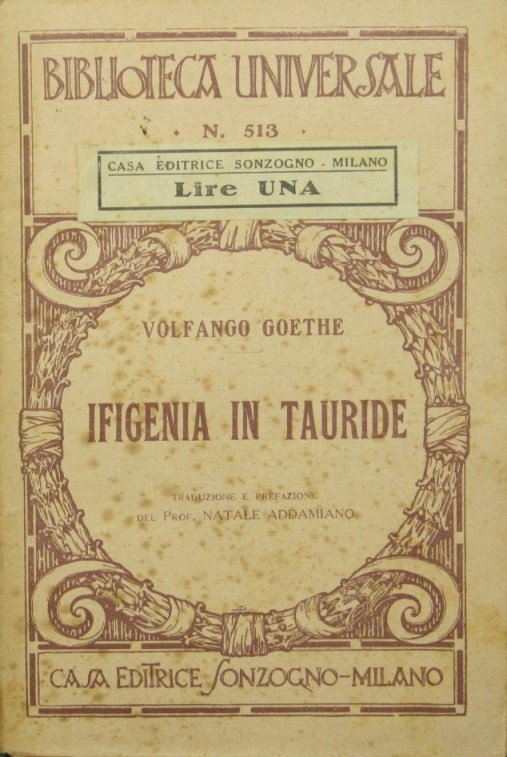 BIBLIOTECA UNIVERSALE
• N. 513 •
CASA EDITRICE SONZOGNO - MILANO
Lire UNA
VOLFANGO GOETHE
IFIGENIA IN TAURIDE
TRADUZIONE E PREFAZIONE
DEL PROF. NATALE ADDAMIANO
CASA EDITRICE SONZOGNO-MILANO